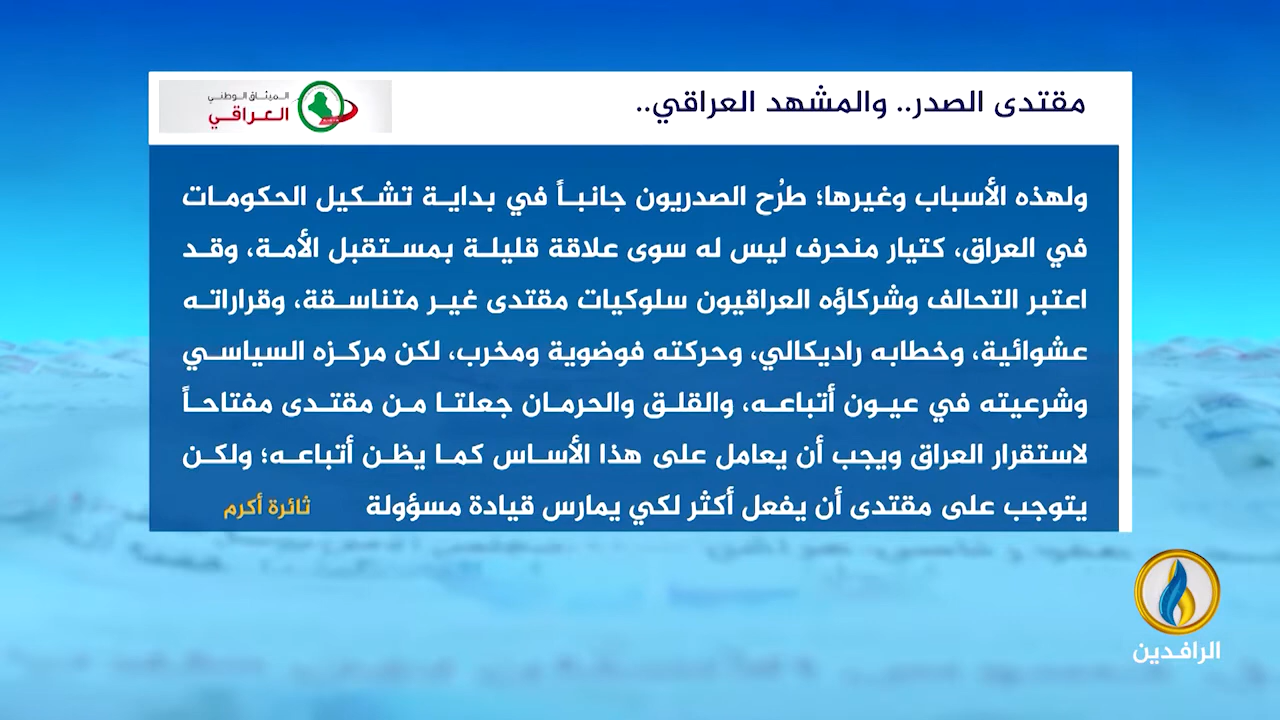 مقتدى الصدر.. والمشهد العراقي..
الميثاق الوطني
العراقي
ولهذه الأسباب وغيرها؛ طُرح الصدريون جانباً في بداية تشكيل الحكومات
في العراق، كتيار منحرف ليس له سوى علاقة قليلة بمستقبل الأمة، وقد
اعتبر التحالف وشركاؤه العراقيون سلوكيات مقتدى غير متناسقة، وقراراته
عشوائية، وخطابه راديكالي، وحركته فوضوية ومخرب، لكن مركزه السياسي
وشرعيته في عيون أتباعه، والقلق والحرمان جعلتا من مقتدى مفتاحاً
لاستقرار العراق ويجب أن يعامل على هذا الأساس كما يظن أتباعه؛ ولكن
يتوجب على مقتدى أن يفعل أكثر لكي يمارس قيادة مسؤولة
ثائرة أكرم
الرافدين